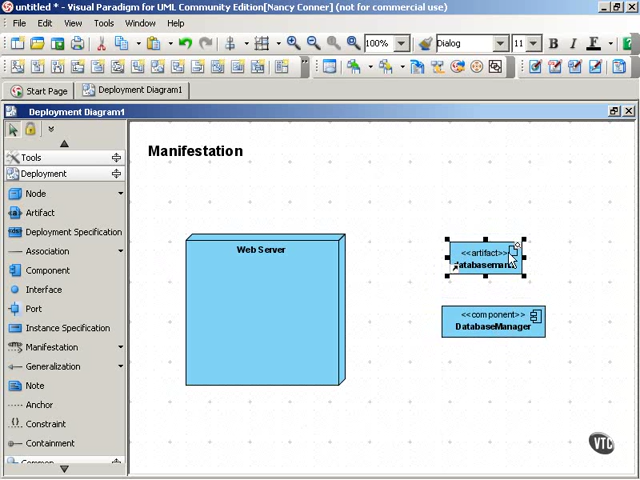 untitled * - Visual Paradigm for UML Community Edition[Nancy Conner] (not for commercial use)
File Edit View Tools Window Help
100% Dialog 11 B I F
Start Page Deployment Diagram1
Deployment Diagram1
Tools
Deployment
Node
Artifact
Deployment Specification
Association
Component
Interface
Port
Instance Specification
Manifestation
Generalization
Note
Anchor
Constraint
Containment
Common
Manifestation
Web Server
<<artifact>>
<<component>>
DatabaseManager
VTC